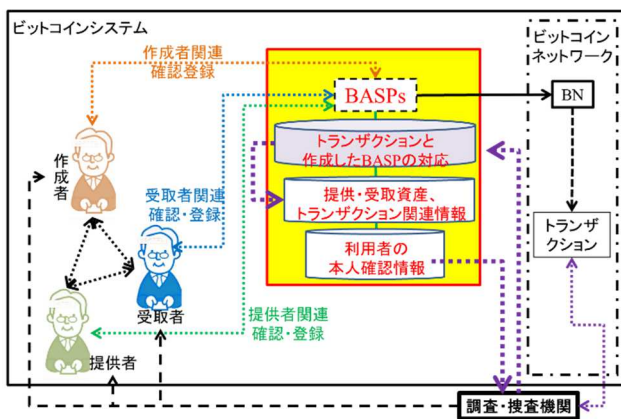 ビットコインシステム
作成者関連
確認登録
作成者
受取者関連
確認・登録
受取者
提供者関連
確認・登録
提供者
BASPs
トランザクションと
作成したBASPの対応
提供・受取資産、
トランザクション関連情報
利用者の
本人確認情報
ビットコイン
ネットワーク
BN
トランザ
クション
調査・捜査機関